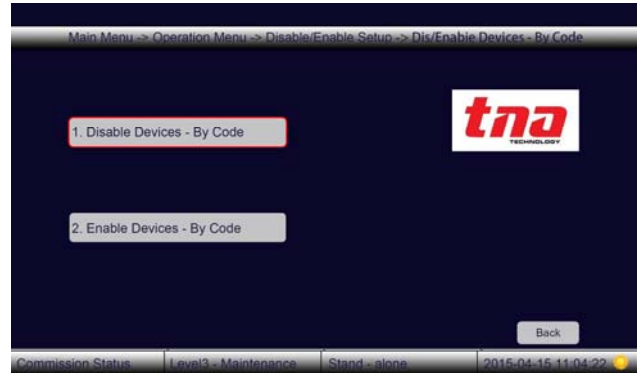 Main Menu -> Operation Menu -> Disable/Enable Setup -> Dis/Enable Devices - By Code
tna
TECHNOLOGY
1. Disable Devices - By Code
2. Enable Devices - By Code
Back
Commission Status Level3 - Maintenance Stand - alone 2015-04-15 11:04:22